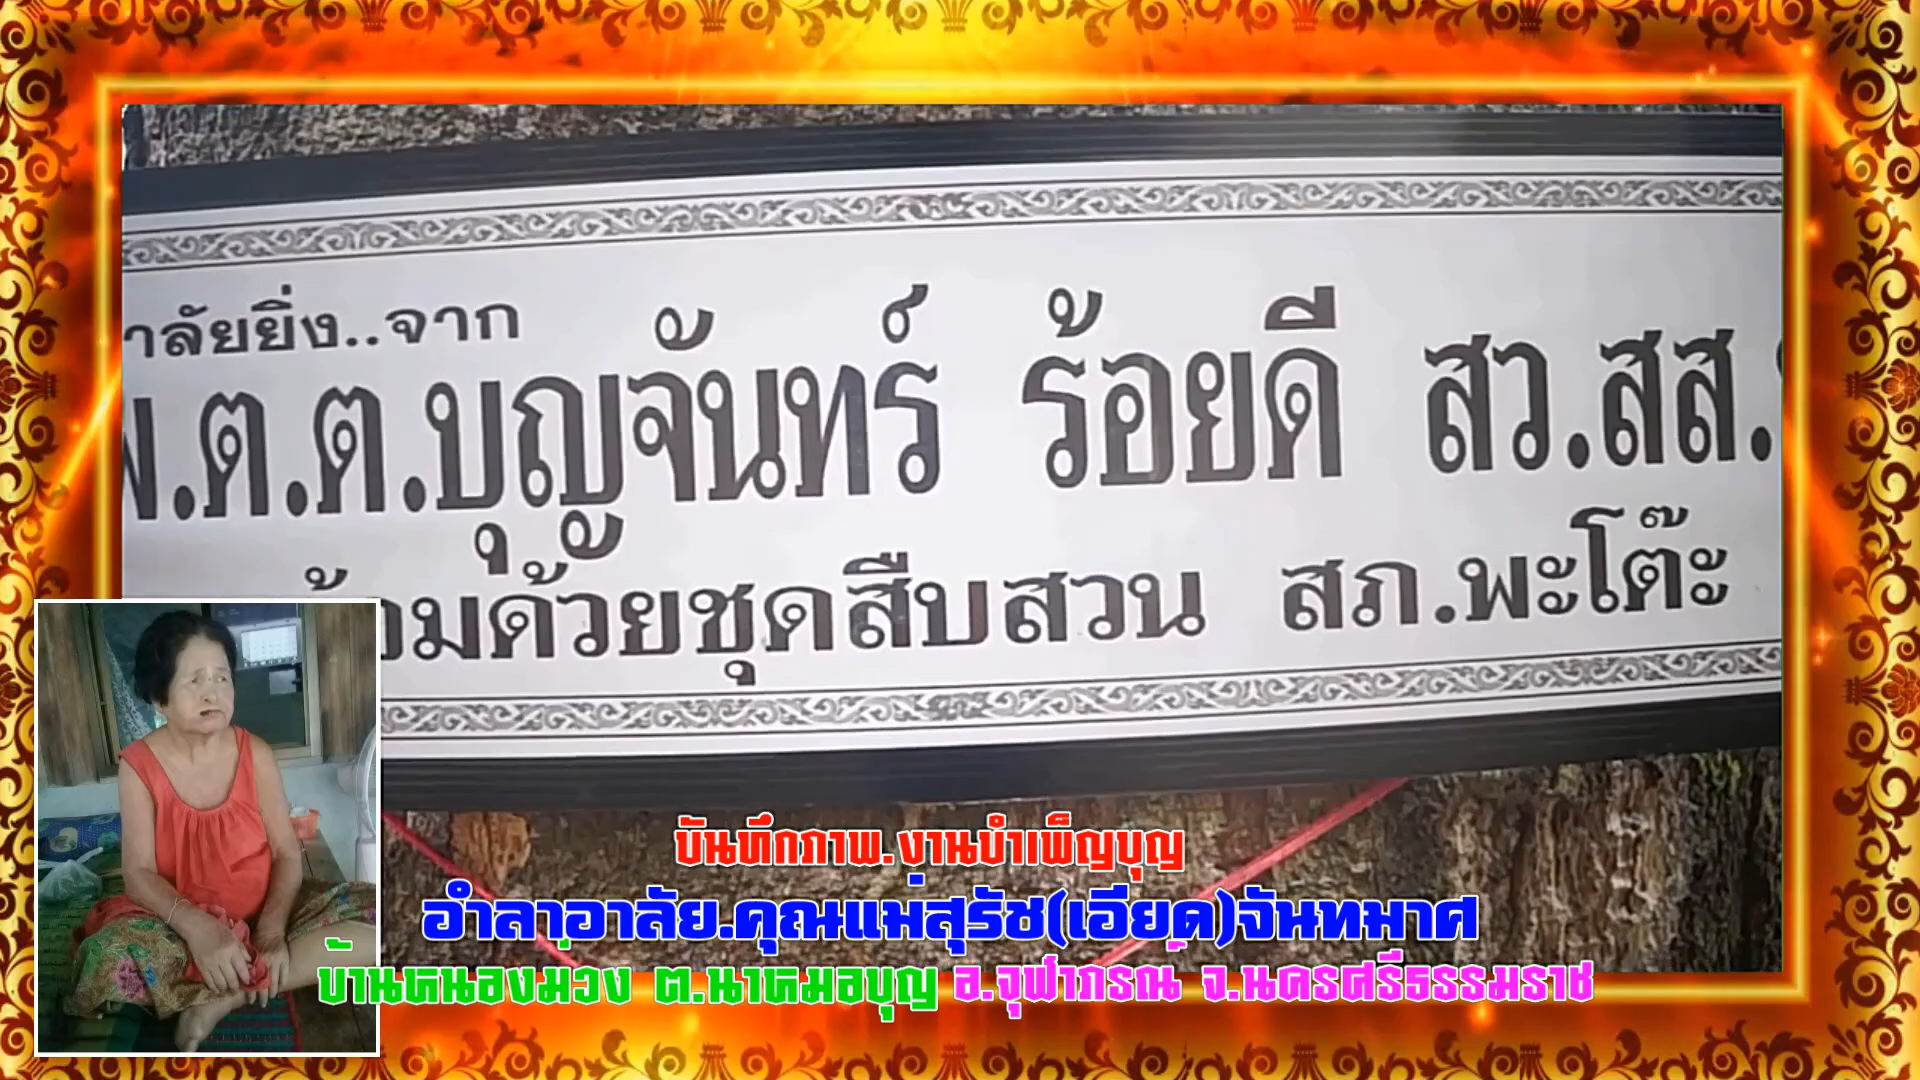 าลัยยิ่ง..จาก
พ.ต.ต.บุญจันทร์ ร้อยดี สว.สส.
ร้อมด้วยชุดสืบสวน สภ.พะโต๊ะ
บันทึกภาพ.งานบำเพ็ญบุญ
อำลาอาลัย.คุณแม่สุรัช(เอียด)จันทมาศ
บ้านหนองม่วง ต.นาหมอบุญ อ.จุฬาภรณ์ จ.นครศรีธรรมราช